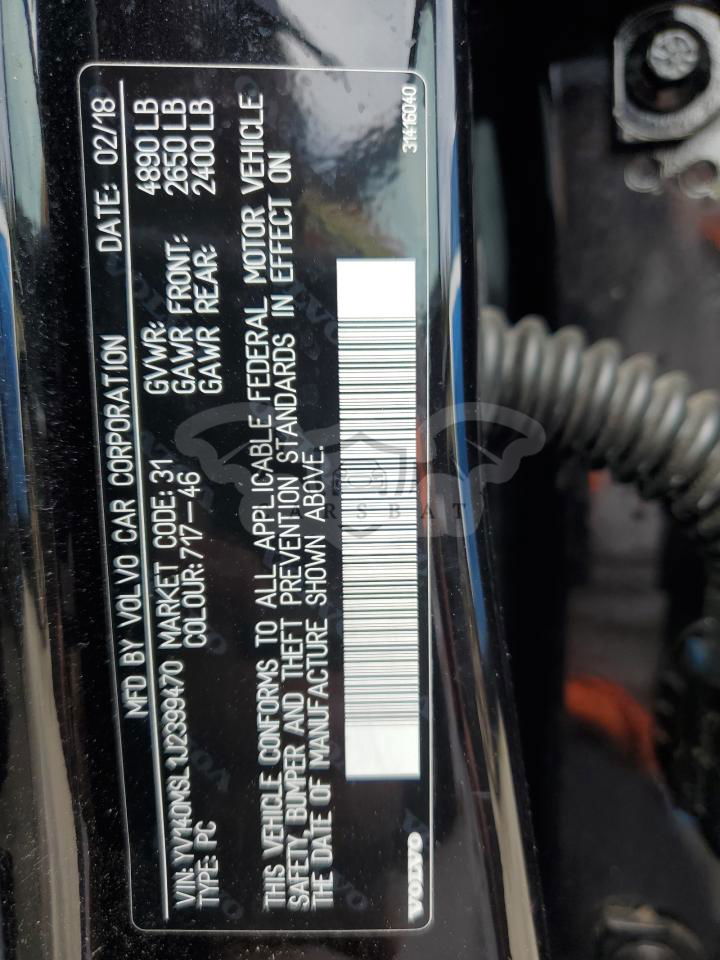 MFD BY VOLVO CAR CORPORATION DATE: 02/18
VIN: YV140MSL1J2399470 MARKET CODE: 31 GVWR: 4890 LB
TYPE: PC COLOUR: 717-46 GAWR FRONT: 2650 LB
GAWR REAR: 2400 LB
THIS VEHICLE CONFORMS TO ALL APPLICABLE FEDERAL MOTOR VEHICLE
SAFETY, BUMPER AND THEFT PREVENTION STANDARDS IN EFFECT ON
THE DATE OF MANUFACTURE SHOWN ABOVE.
VOLVO 31416040
CARSBAT